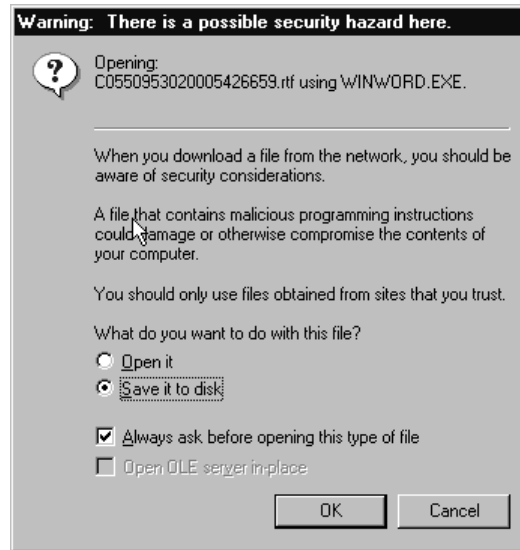 Warning: There is a possible security hazard here.
Opening:
C0550953020005426659.rtf using WINWORD.EXE.
When you download a file from the network, you should be
aware of security considerations.
A file that contains malicious programming instructions
could damage or otherwise compromise the contents of
your computer.
You should only use files obtained from sites that you trust.
What do you want to do with this file?
Open it
Save it to disk
Always ask before opening this type of file
Open OLE server in-place
OK Cancel